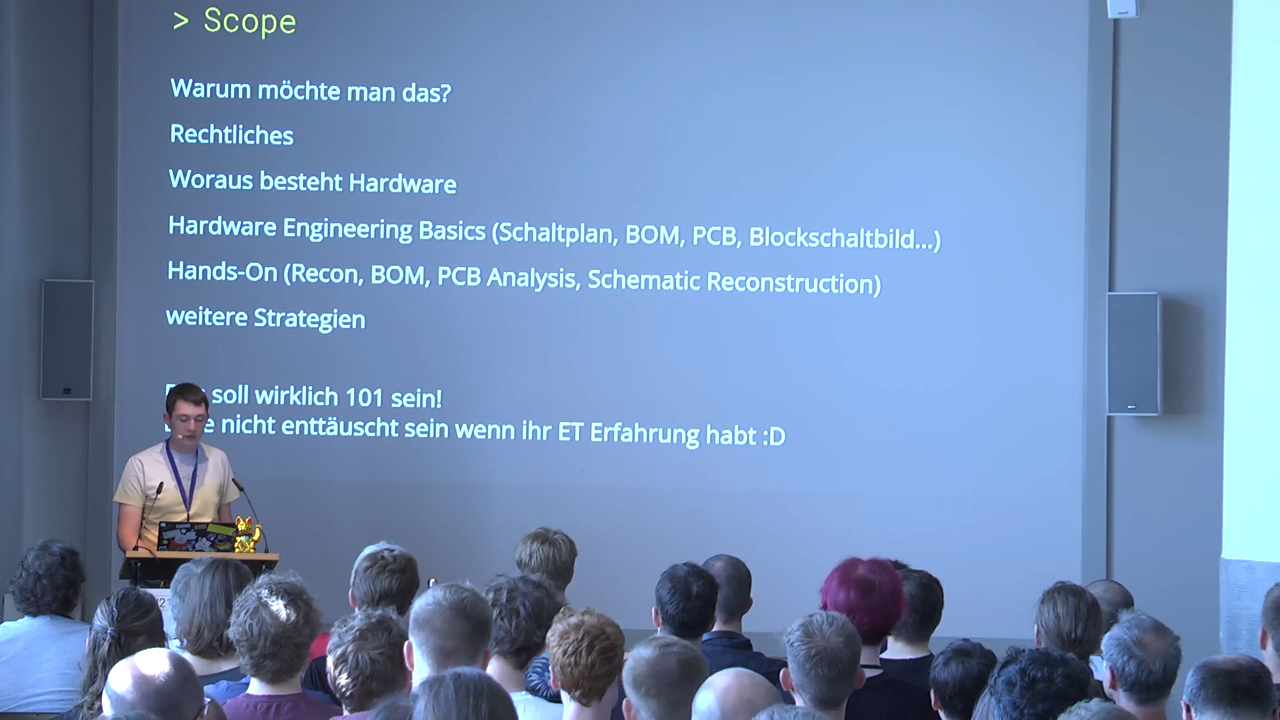 > Scope
Warum möchte man das?
Rechtliches
Woraus besteht Hardware
Hardware Engineering Basics (Schaltplan, BOM, PCB, Blockschaltbild...)
Hands-On (Recon, BOM, PCB Analysis, Schematic Reconstruction)
weitere Strategien
soll wirklich 101 sein!
nicht enttäuscht sein wenn ihr ET Erfahrung habt :D